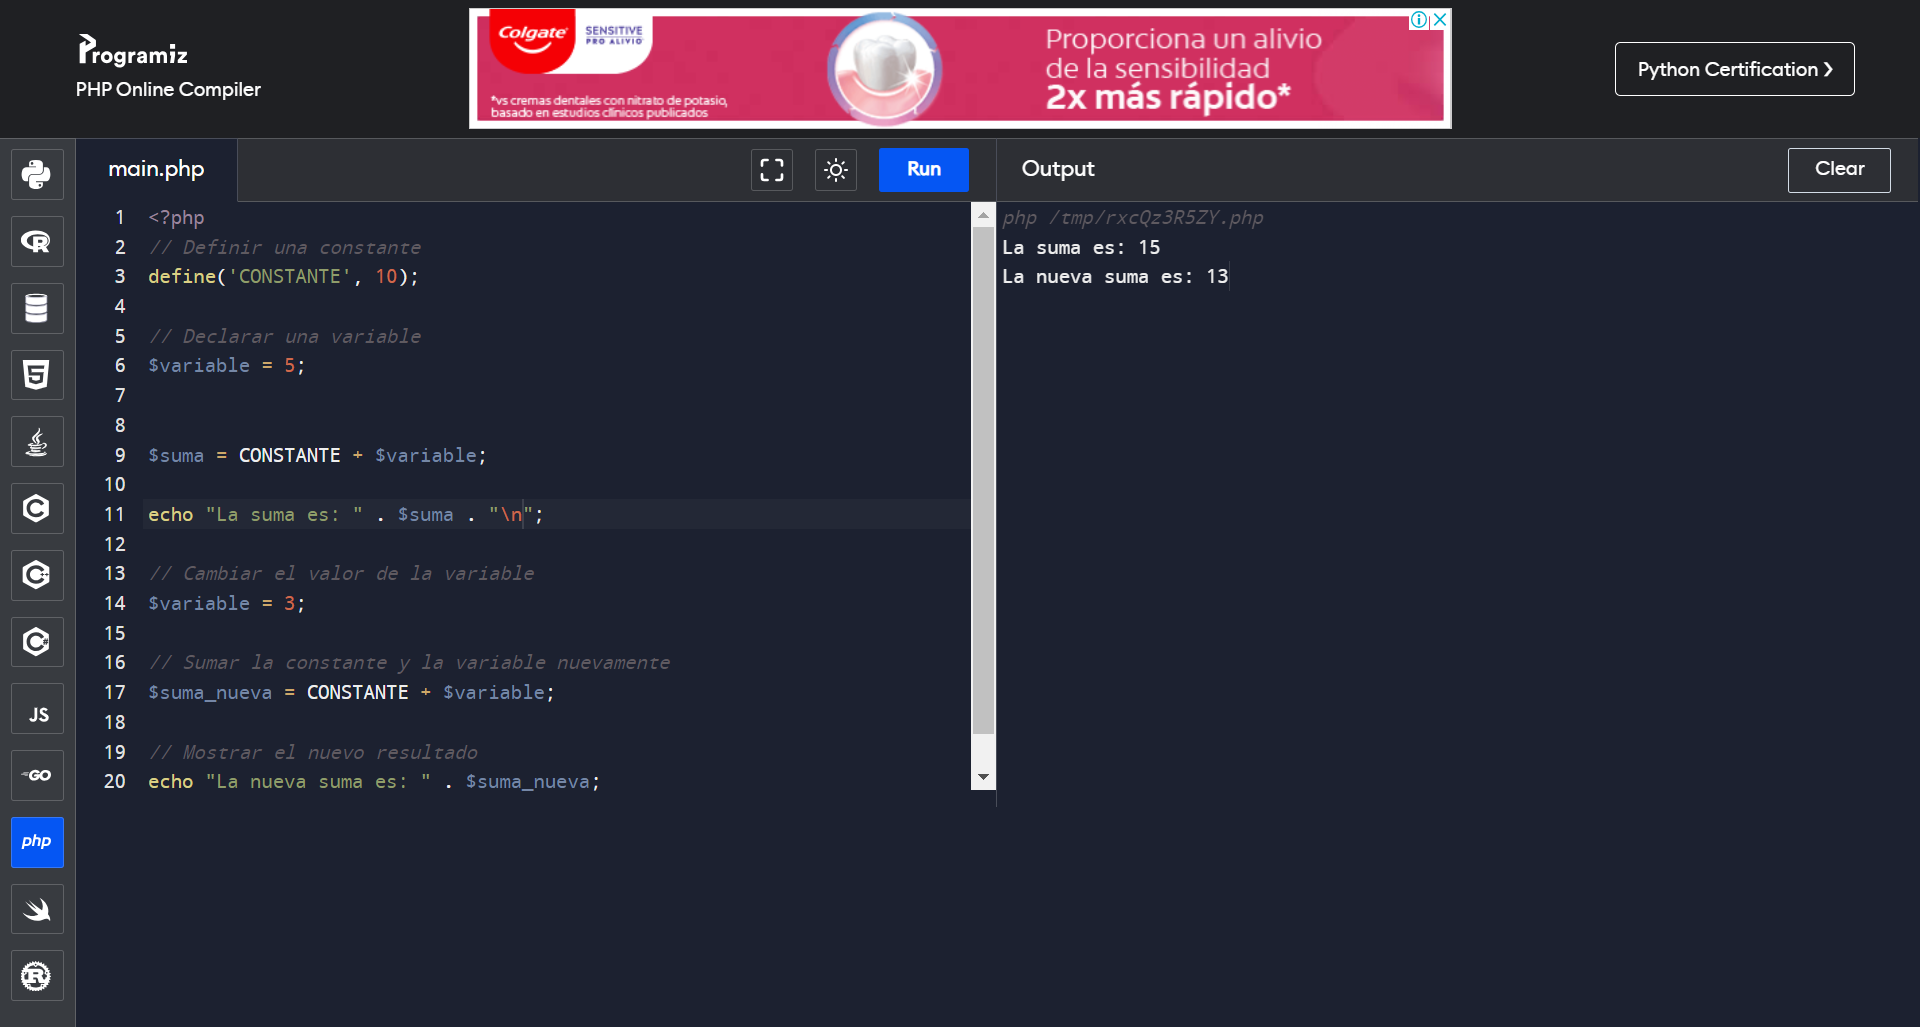 Programiz
PHP Online Compiler
Colgate
SENSITIVE
PRO ALIVIO
*vs cremas dentales con nitrato de potasio,
basado en estudios clínicos publicados
Proporciona un alivio
de la sensibilidad
2x más rápido*
Python Certification ❯
main.php
Run
1 <?php
2 // Definir una constante
3 define('CONSTANTE', 10);
4
5 // Declarar una variable
6 $variable = 5;
7
8
9 $suma = CONSTANTE + $variable;
10
11 echo "La suma es: " . $suma . "\n";
12
13 // Cambiar el valor de la variable
14 $variable = 3;
15
16 // Sumar la constante y la variable nuevamente
17 $suma_nueva = CONSTANTE + $variable;
18
19 // Mostrar el nuevo resultado
20 echo "La nueva suma es: " . $suma_nueva;
Output
Clear
php /tmp/rxcQz3R5ZY.php
La suma es: 15
La nueva suma es: 13
R
5
C
C++
C#
JS
GO
php
R